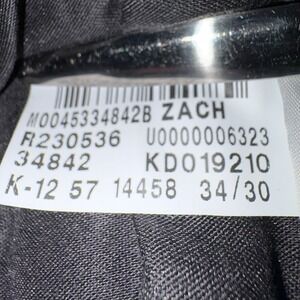 M0045334842B ZACH
R230536 U0000006323
34842 KD019210
K-12 57 14458 34/30